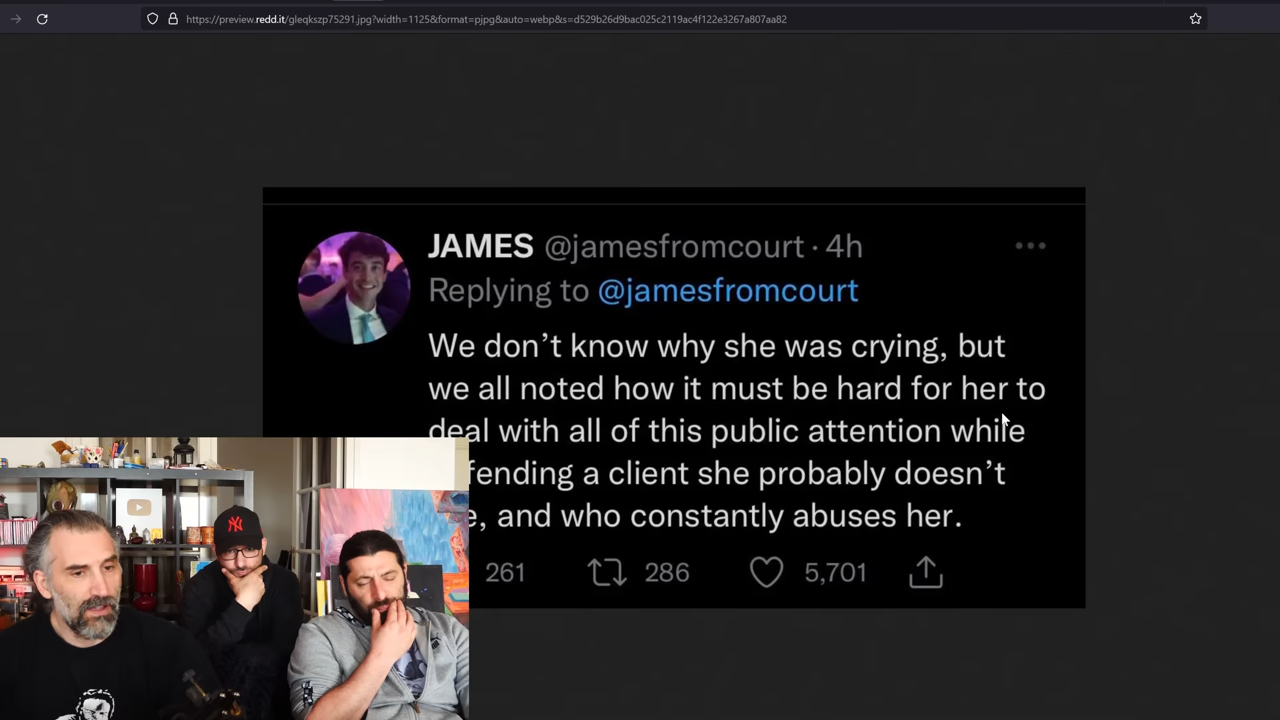 https://preview.redd.it/gleqkszp75291.jpg?width=1125&format=pjpg&auto=webp&s=d529b26d9bac025c2119ac4f122e3267a807aa82
JAMES @jamesfromcourt · 4h
Replying to @jamesfromcourt
We don’t know why she was crying, but
we all noted how it must be hard for her to
deal with all of this public attention while
fending a client she probably doesn’t
e, and who constantly abuses her.
261 286 5,701